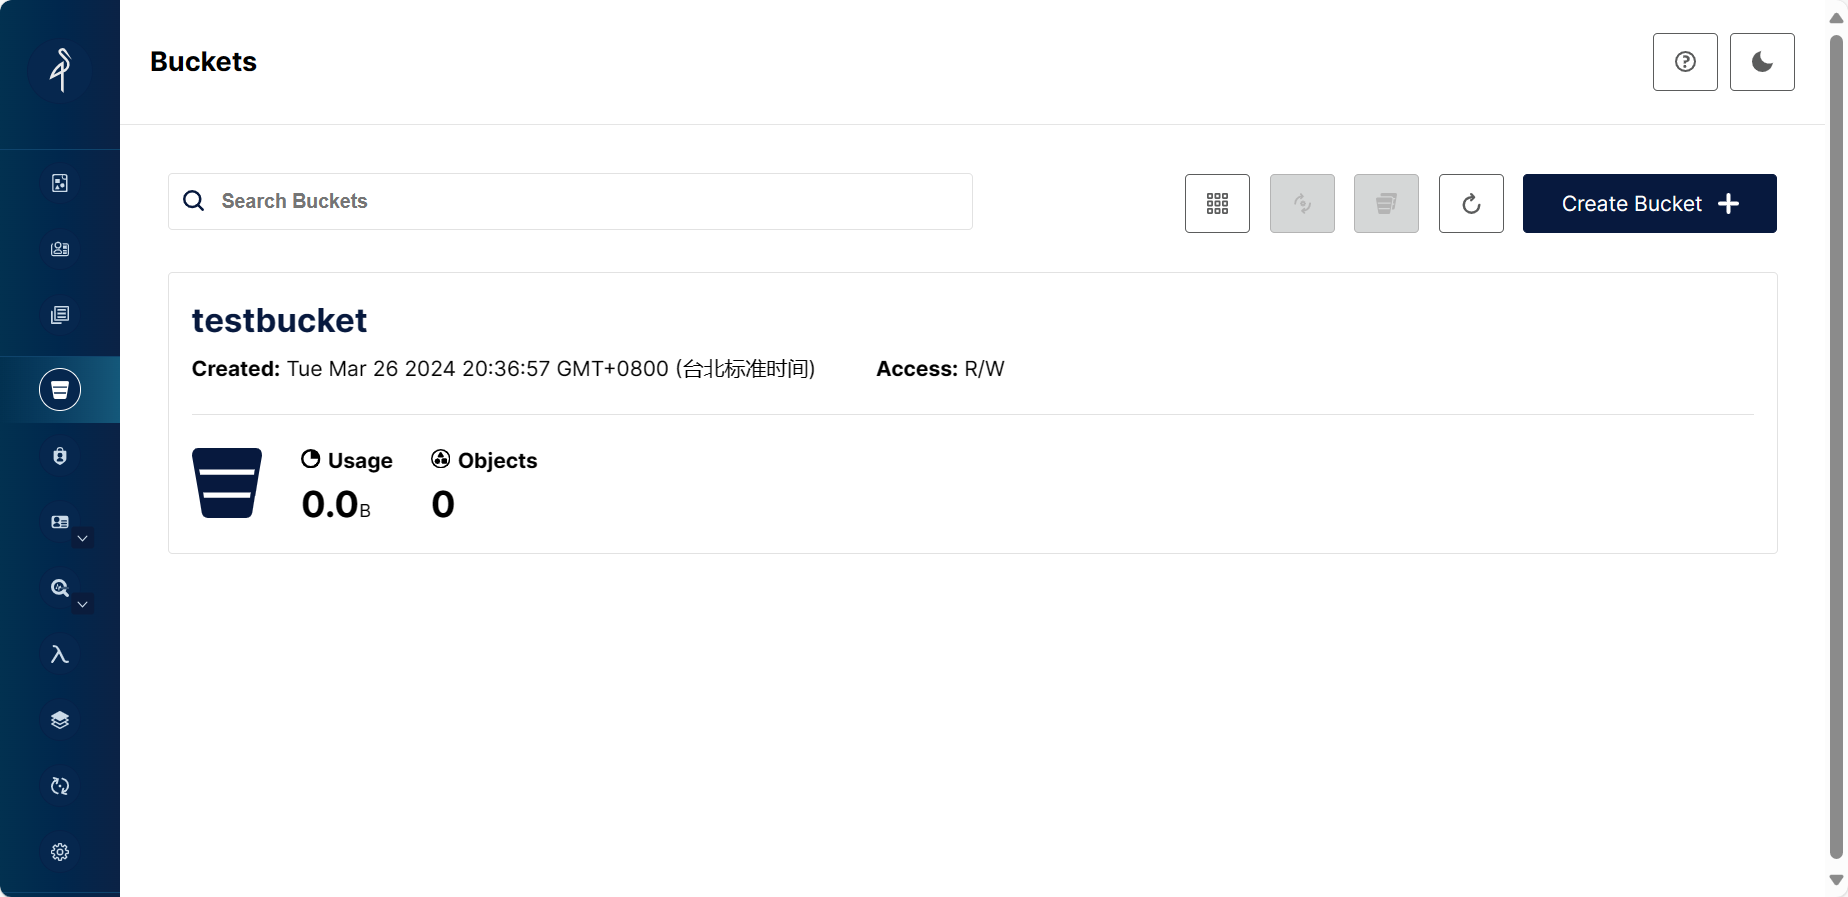 Buckets
Search Buckets
Create Bucket
testbucket
Created: Tue Mar 26 2024 20:36:57 GMT+0800 (台北标准时间) Access: R/W
Usage Objects
0.0B 0